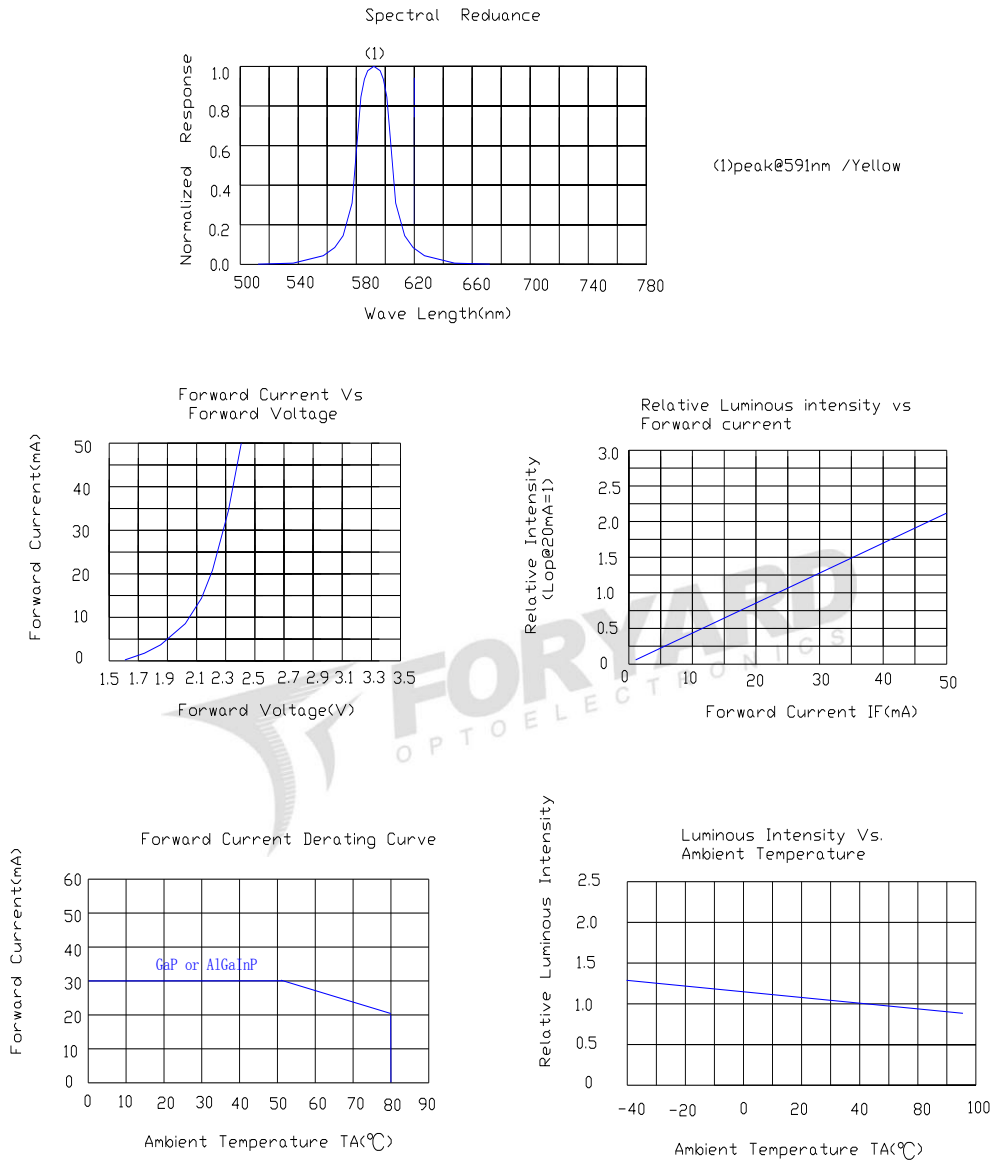 Spectral Reduance
(1)
Normalized Response
1.0
0.8
0.6
0.4
0.2
0.0
500 540 580 620 660 700 740 780
Wave Length(nm)
(1)peak@591nm /Yellow
Forward Current Vs
Forward Voltage
Forward Current(mA)
50
40
30
20
10
0
1.5 1.7 1.9 2.1 2.3 2.5 2.7 2.9 3.1 3.3 3.5
Forward Voltage(V)
Relative Luminous intensity vs
Forward current
Relative Intensity
(Lop@20mA=1)
3.0
2.5
2.0
1.5
1.0
0.5
0
10 20 30 40 50
Forward Current IF(mA)
FORYARD
OPTOELECTRONICS
Forward Current Derating Curve
Forward Current(mA)
60
50
40
30
20
10
0
GaP or AlGaInP
0 10 20 30 40 50 60 70 80 90
Ambient Temperature TA(℃)
Luminous Intensity Vs.
Ambient Temperature
Relative Luminous Intensity
2.5
2.0
1.5
1.0
0.5
0
-40 -20 0 20 40 80 100
Ambient Temperature TA(℃)